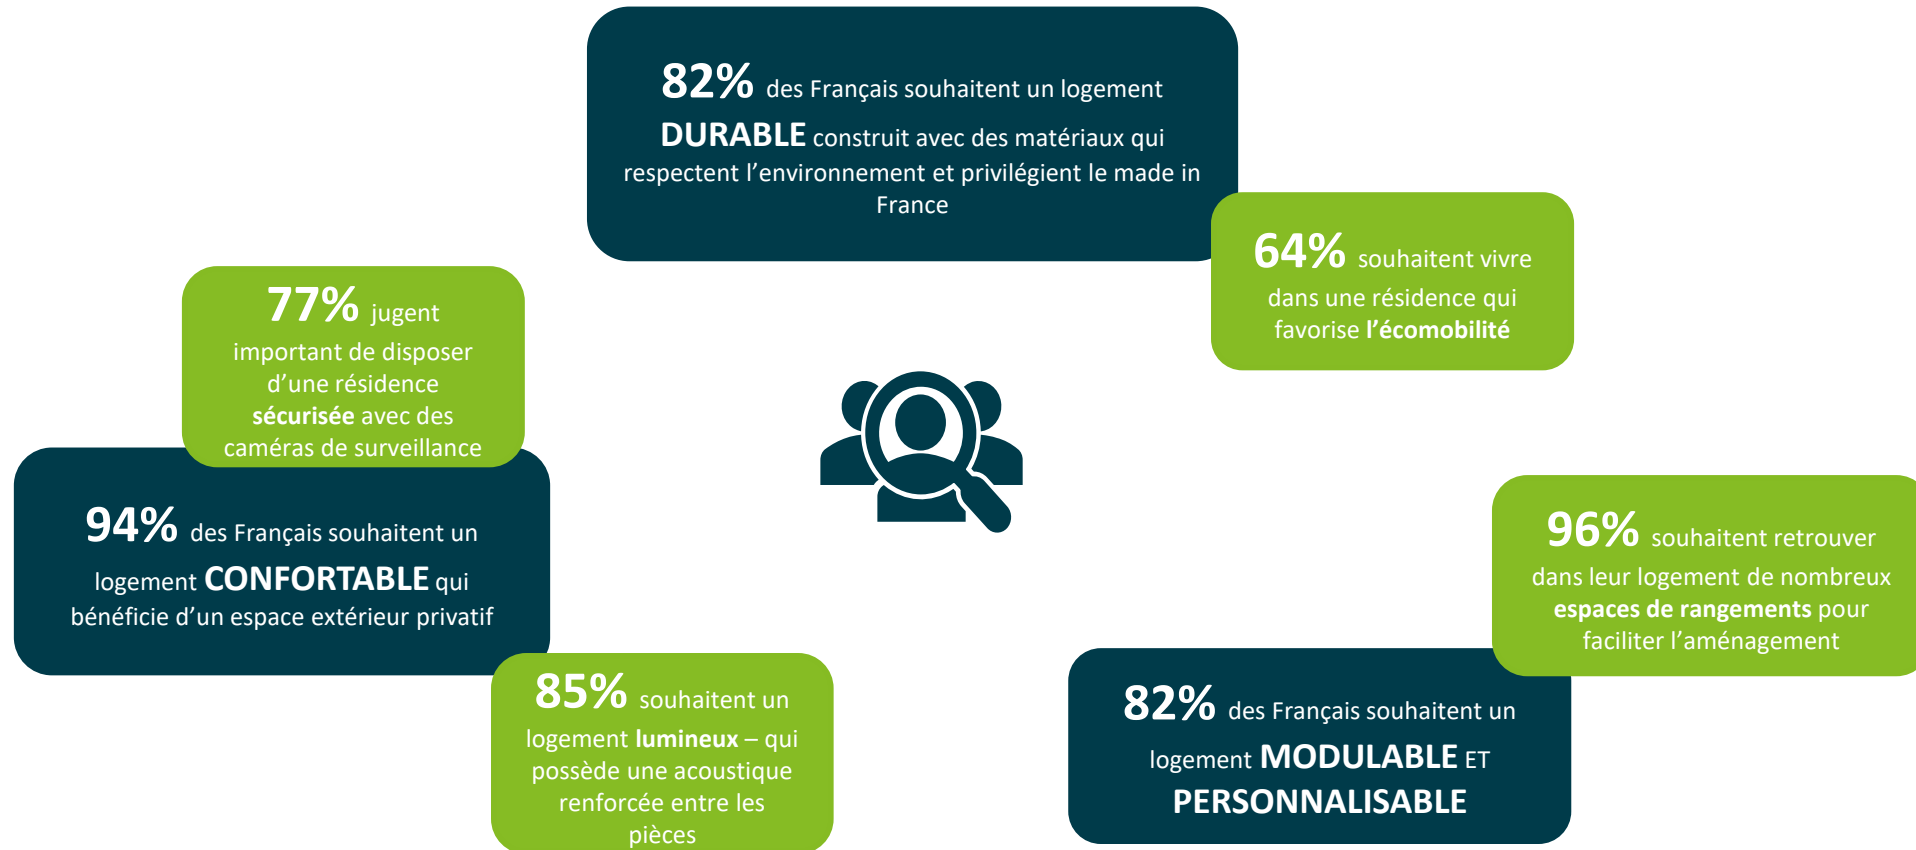 82% des Français souhaitent un logement
DURABLE construit avec des matériaux qui
respectent l’environnement et privilégient le made in
France
64% souhaitent vivre
dans une résidence qui
favorise l’écomobilité
77% jugent
important de disposer
d’une résidence
sécurisée avec des
caméras de surveillance
94% des Français souhaitent un
logement CONFORTABLE qui
bénéficie d’un espace extérieur privatif
85% souhaitent un
logement lumineux – qui
possède une acoustique
renforcée entre les
pièces
96% souhaitent retrouver
dans leur logement de nombreux
espaces de rangements pour
faciliter l’aménagement
82% des Français souhaitent un
logement MODULABLE ET
PERSONNALISABLE